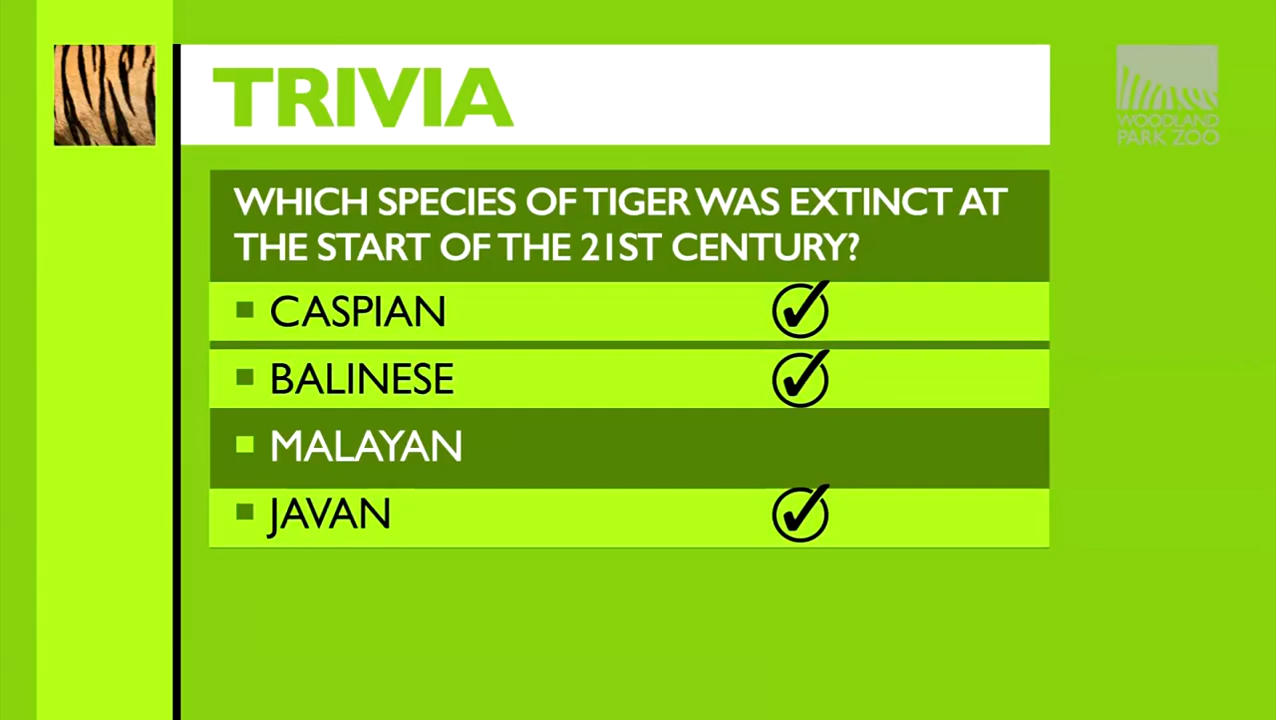 TRIVIA
WOODLAND
PARK ZOO
WHICH SPECIES OF TIGER WAS EXTINCT AT
THE START OF THE 21ST CENTURY?
CASPIAN
BALINESE
MALAYAN
JAVAN